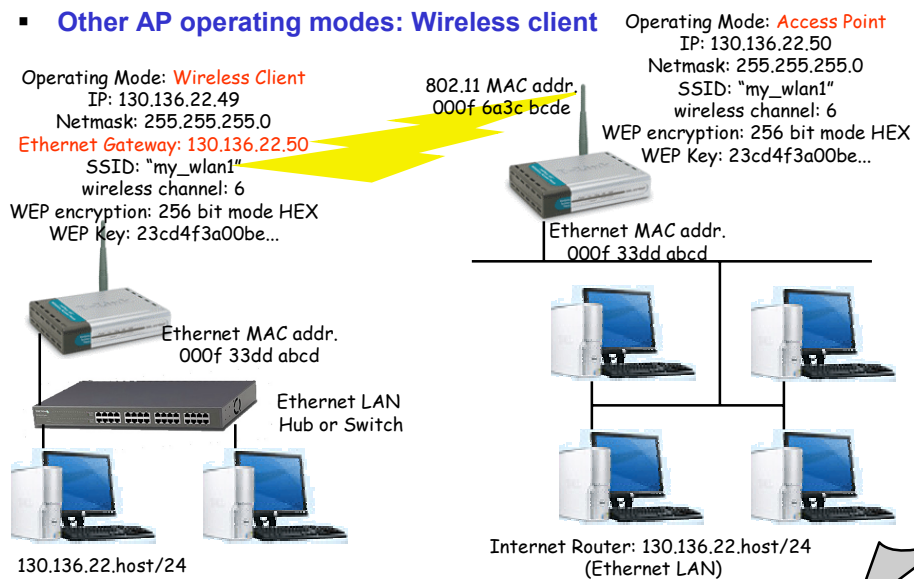 ▪ Other AP operating modes: Wireless client
Operating Mode: Wireless Client
IP: 130.136.22.49
Netmask: 255.255.255.0
Ethernet Gateway: 130.136.22.50
SSID: “my_wlan1”
wireless channel: 6
WEP encryption: 256 bit mode HEX
WEP Key: 23cd4f3a00be...
802.11 MAC addr.
000f 6a3c bcde
Operating Mode: Access Point
IP: 130.136.22.50
Netmask: 255.255.255.0
SSID: “my_wlan1”
wireless channel: 6
WEP encryption: 256 bit mode HEX
WEP Key: 23cd4f3a00be...
Ethernet MAC addr.
000f 33dd abcd
Ethernet MAC addr.
000f 33dd abcd
Ethernet LAN
Hub or Switch
130.136.22.host/24
Internet Router: 130.136.22.host/24
(Ethernet LAN)